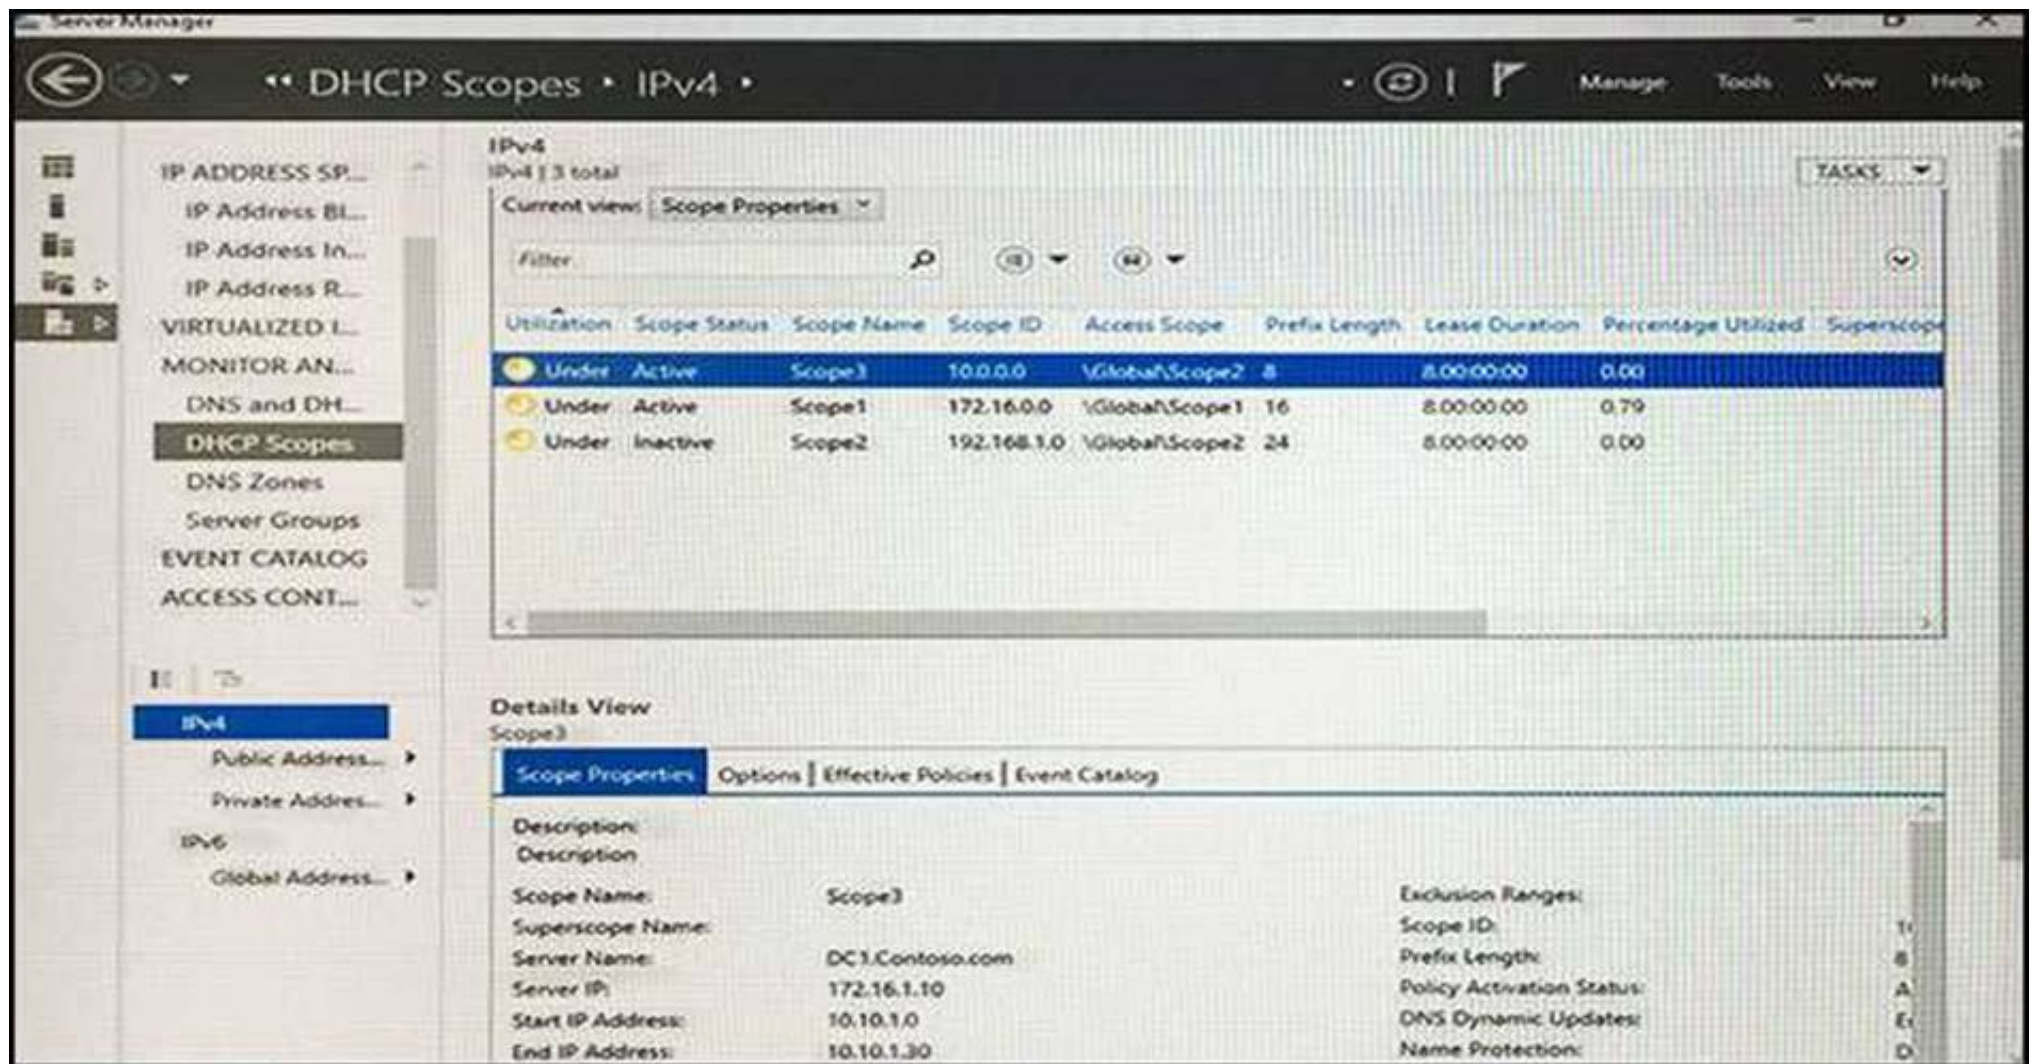 Server Manager
DHCP Scopes IPv4
Manage Tools View Help
IP ADDRESS SP...
IP Address Bl...
IP Address In...
IP Address R...
VIRTUALIZED I...
MONITOR AN...
DNS and DH...
DHCP Scopes
DNS Zones
Server Groups
EVENT CATALOG
ACCESS CONT...
IPv4
Public Address...
Private Addres...
IPv6
Global Address...
IPv4
IPv4 | 3 total
TASKS
Current view: Scope Properties
Filter
Utilization Scope Status Scope Name Scope ID Access Scope Prefix Length Lease Duration Percentage Utilized Superscope
Under Active Scope3 10.0.0.0 \Global\Scope2 8 8.00:00:00 0.00
Under Active Scope1 172.16.0.0 \Global\Scope1 16 8.00:00:00 0.79
Under Inactive Scope2 192.168.1.0 \Global\Scope2 24 8.00:00:00 0.00
Details View
Scope3
Scope Properties Options | Effective Policies | Event Catalog
Description:
Description
Scope Name: Scope3 Exclusion Ranges:
Superscope Name: Scope ID:
Server Name: DC1.Contoso.com Prefix Length: 8
Server IP: 172.16.1.10 Policy Activation Status:
Start IP Address: 10.10.1.0 DNS Dynamic Updates:
End IP Address: 10.10.1.30 Name Protection: